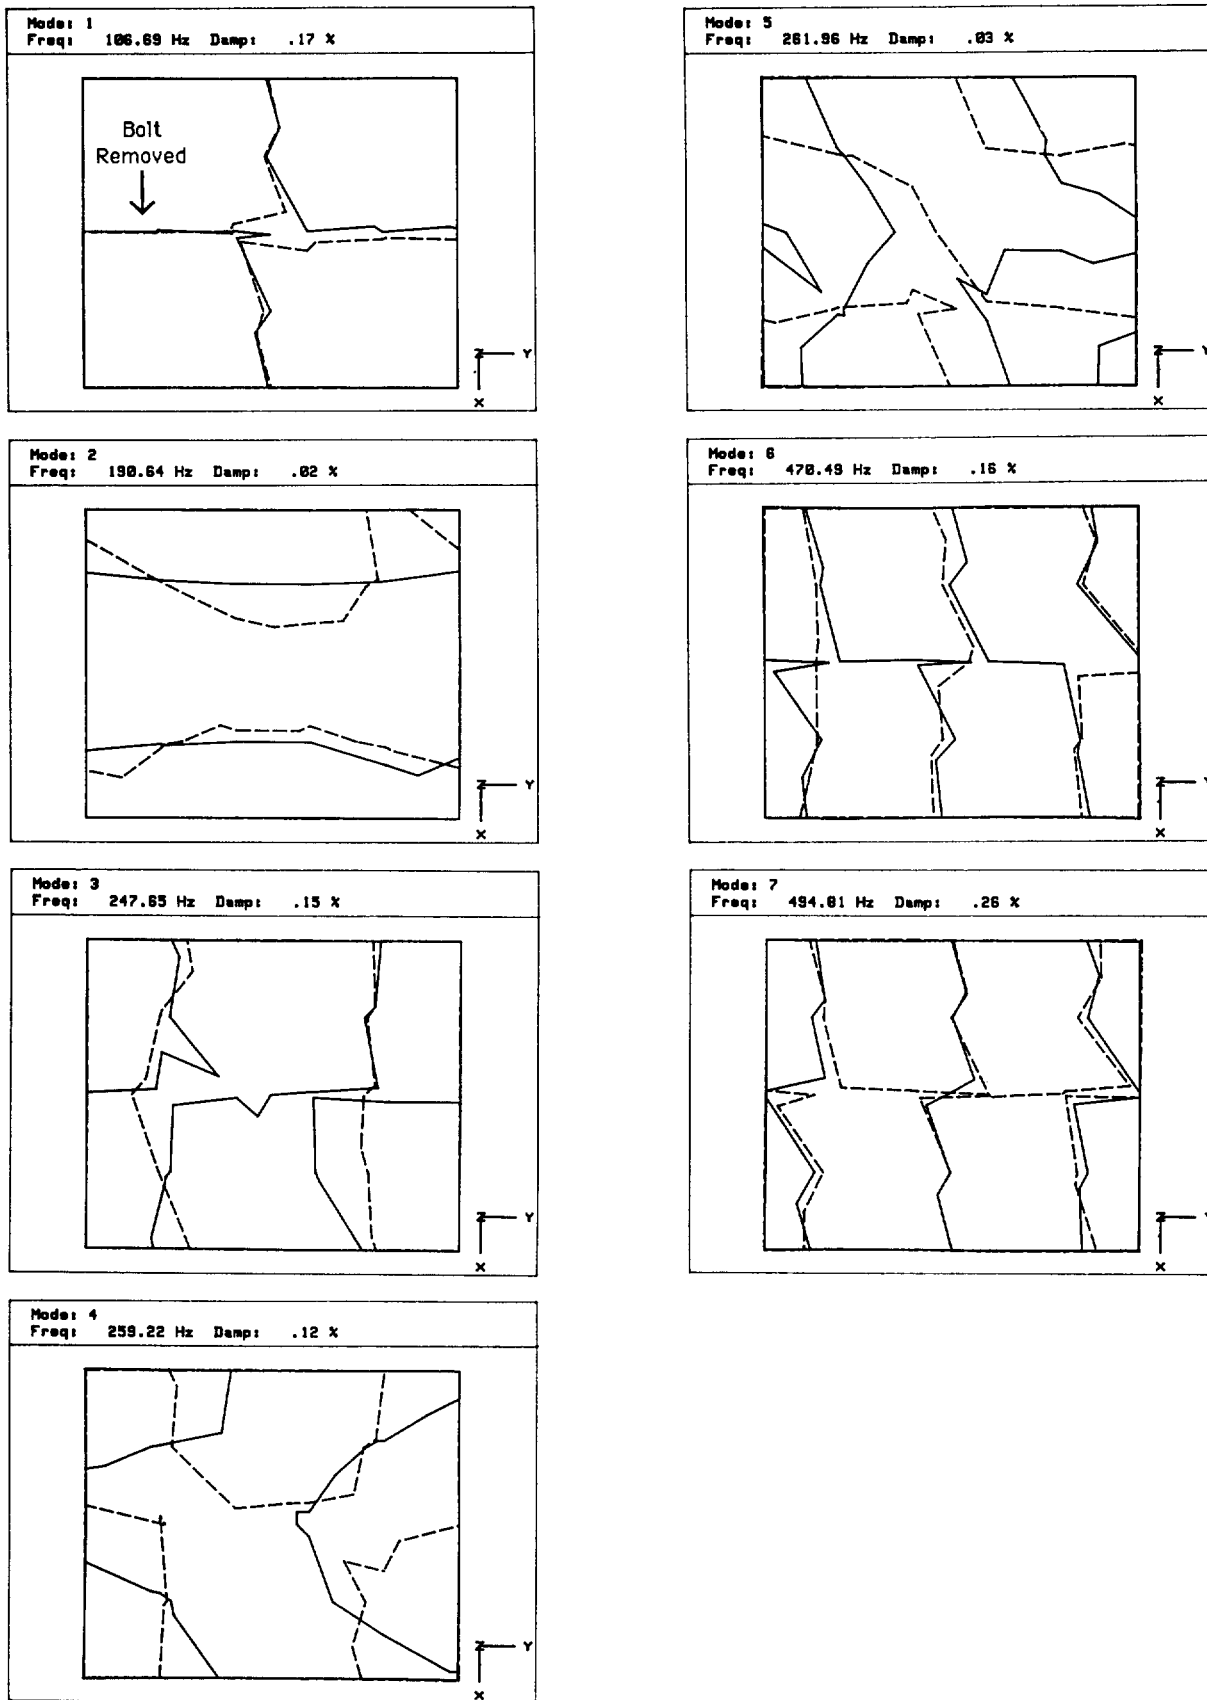 Mode: 1
Freq: 106.69 Hz Damp: .17 %
Bolt
Removed
Z Y
X
Mode: 2
Freq: 190.64 Hz Damp: .02 %
Z Y
X
Mode: 3
Freq: 247.65 Hz Damp: .15 %
Z Y
X
Mode: 4
Freq: 259.22 Hz Damp: .12 %
Z Y
X
Mode: 5
Freq: 261.96 Hz Damp: .03 %
Z Y
X
Mode: 6
Freq: 470.49 Hz Damp: .16 %
Z Y
X
Mode: 7
Freq: 494.81 Hz Damp: .26 %
Z Y
X